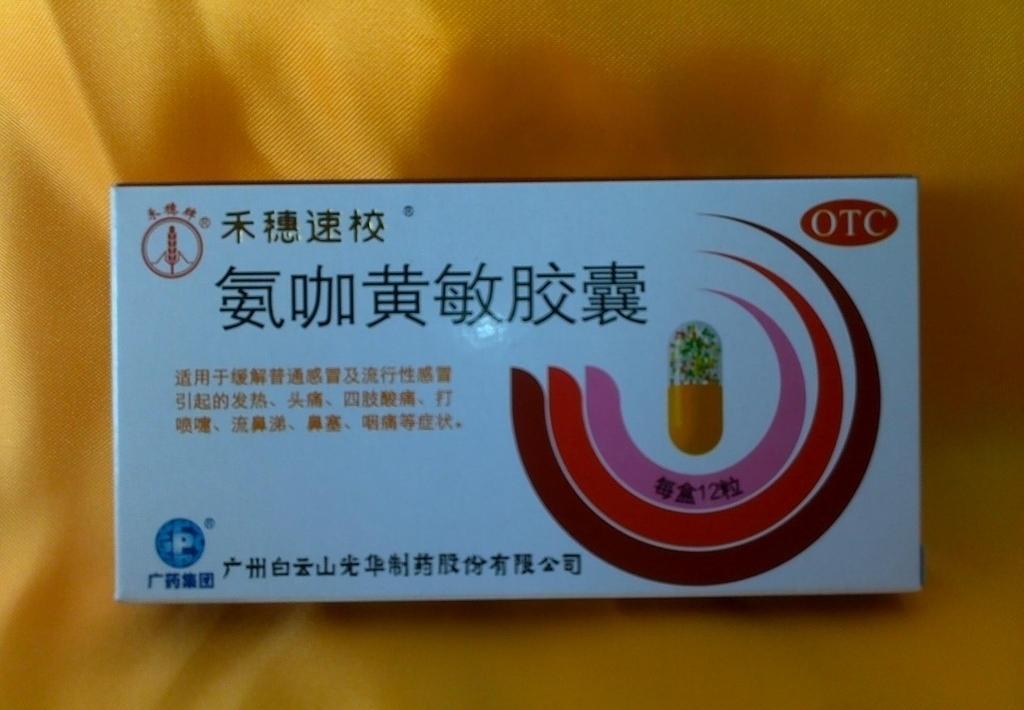 禾穗牌®
禾穗速校®
OTC
氨咖黄敏胶囊
适用于缓解普通感冒及流行性感冒
引起的发热、头痛、四肢酸痛、打
喷嚏、流鼻涕、鼻塞、咽痛等症状。
每盒12粒
P®
广药集团
广州白云山光华制药股份有限公司